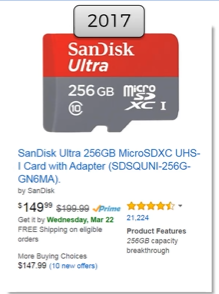 2017
SanDisk
Ultra
256GB micro SD XC I
10
SanDisk Ultra 256GB MicroSDXC UHS-
I Card with Adapter (SDSQUNI-256G-
GN6MA).
by SanDisk
$149⁹⁹ $199.99 Prime
Get it by Wednesday, Mar 22
FREE Shipping on eligible
orders
More Buying Choices
$147.99 (10 new offers)
21,224
Product Features
256GB capacity
breakthrough